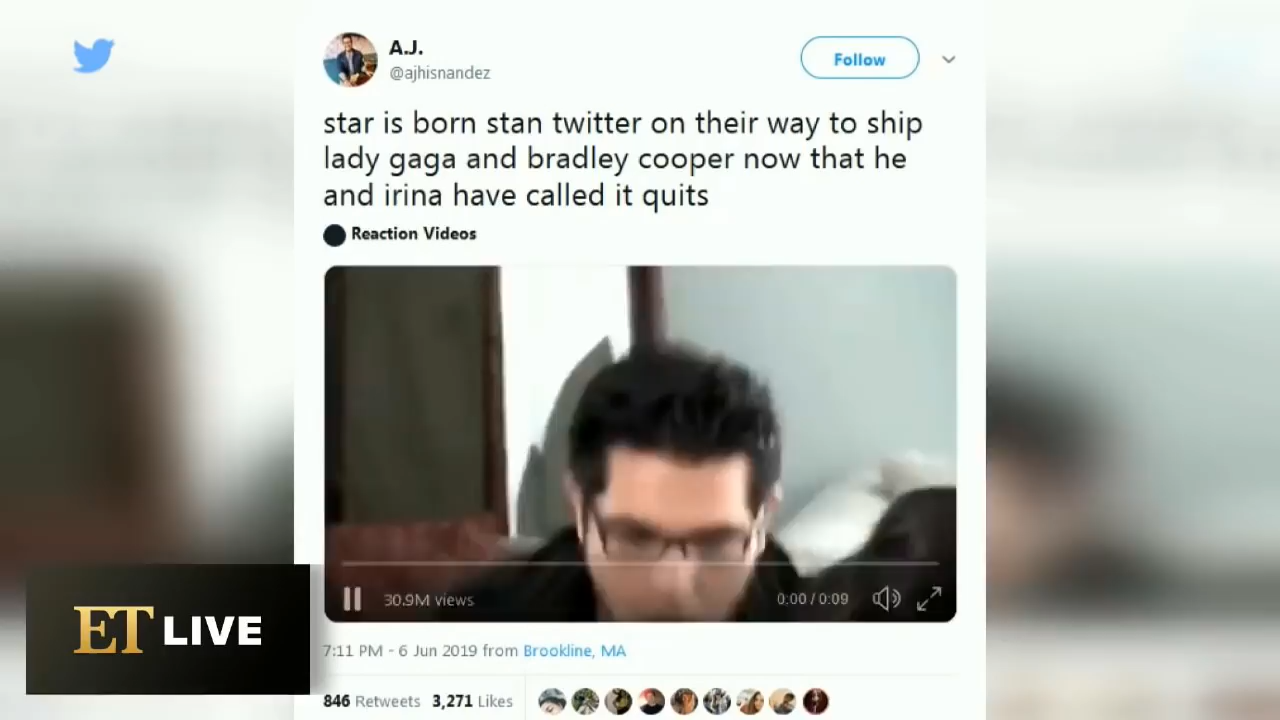 A.J.
@ajhisnandez
Follow
star is born stan twitter on their way to ship
lady gaga and bradley cooper now that he
and irina have called it quits
Reaction Videos
30.9M views
0:00 / 0:09
ET LIVE
7:11 PM - 6 Jun 2019 from Brookline, MA
846 Retweets 3,271 Likes